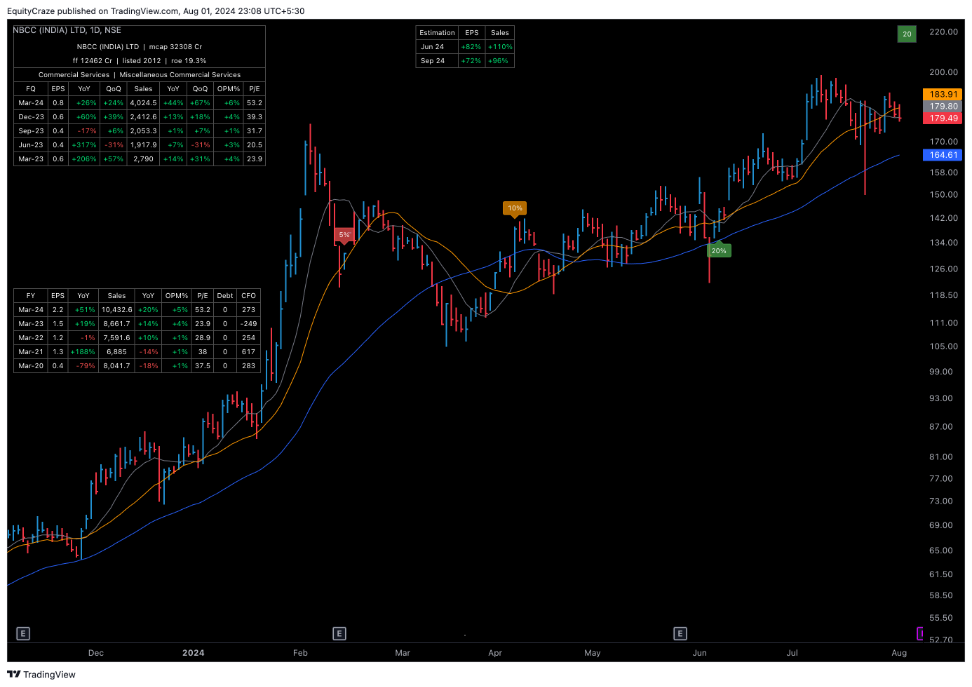 EquityCraze published on TradingView.com, Aug 01, 2024 23:08 UTC+5:30
NBCC (INDIA) LTD, 1D, NSE
NBCC (INDIA) LTD | mcap 32308 Cr
ff 12462 Cr | listed 2012 | roe 19.3%
Commercial Services | Miscellaneous Commercial Services
FQ EPS YoY QoQ Sales YoY QoQ OPM% P/E
Mar-24 0.8 +26% +24% 4,024.5 +44% +67% +6% 53.2
Dec-23 0.6 +60% +39% 2,412.6 +13% +18% +4% 39.3
Sep-23 0.4 -17% +6% 2,053.3 +1% +7% +1% 31.7
Jun-23 0.4 +317% -31% 1,917.9 +7% -31% +3% 20.5
Mar-23 0.6 +206% +57% 2,790 +14% +31% +4% 23.9
Estimation EPS Sales
Jun 24 +82% +110%
Sep 24 +72% +96%
FY EPS YoY Sales YoY OPM% P/E Debt CFO
Mar-24 2.2 +51% 10,432.6 +20% +5% 53.2 0 273
Mar-23 1.5 +19% 8,661.7 +14% +4% 23.9 0 -249
Mar-22 1.2 -1% 7,591.6 +10% +1% 28.9 0 254
Mar-21 1.3 +188% 6,885 -14% +1% 38 0 617
Mar-20 0.4 -79% 8,041.7 -18% +1% 37.5 0 283
5%
10%
20%
20
220.00
200.00
183.91
179.80
179.49
170.00
164.61
158.00
150.00
142.00
134.00
126.00
118.50
111.00
105.00
99.00
93.00
87.00
81.00
77.00
73.00
69.00
65.00
61.50
58.50
55.50
52.70
E E E
Dec 2024 Feb Mar Apr May Jun Jul Aug
TradingView